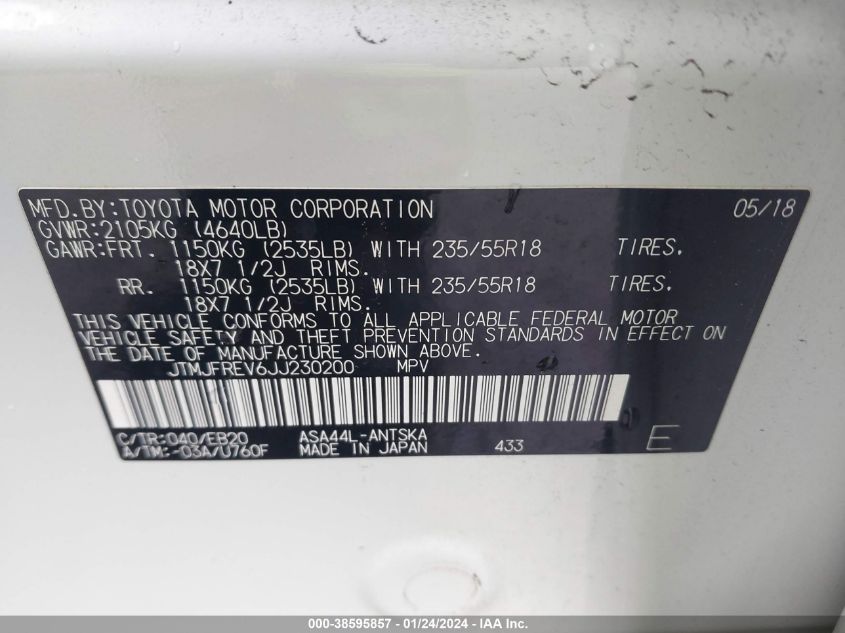 MFD.BY:TOYOTA MOTOR CORPORATION 05/18
GVWR:2105KG (4640LB)
GAWR:FRT. 1150KG (2535LB) WITH 235/55R18 TIRES.
18X7 1/2J RIMS.
RR. 1150KG (2535LB) WITH 235/55R18 TIRES.
18X7 1/2J RIMS.
THIS VEHICLE CONFORMS TO ALL APPLICABLE FEDERAL MOTOR
VEHICLE SAFETY AND THEFT PREVENTION STANDARDS IN EFFECT ON
THE DATE OF MANUFACTURE SHOWN ABOVE.
JTMJFREV6JJ230200 MPV
C/TR:040/EB20 ASA44L-ANTSKA
A/TM:-03A/U760F MADE IN JAPAN 433 E
000-38595857 - 01/24/2024 - IAA Inc.